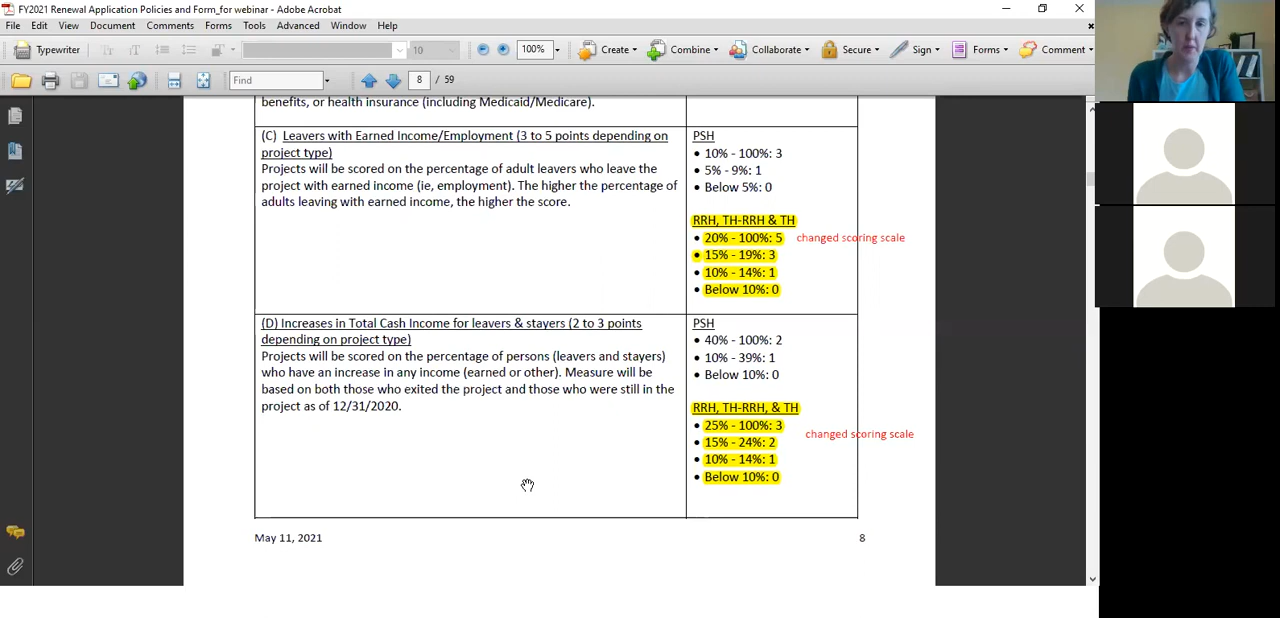 FY2021 Renewal Application Policies and Form_for webinar - Adobe Acrobat
File Edit View Document Comments Forms Tools Advanced Window Help
Typewriter Tr iT 10 100% Create Combine Collaborate Secure Sign Forms Comment
Find 8 / 59
benefits, or health insurance (including Medicaid/Medicare).
(C) Leavers with Earned Income/Employment (3 to 5 points depending on
project type)
Projects will be scored on the percentage of adult leavers who leave the
project with earned income (ie, employment). The higher the percentage of
adults leaving with earned income, the higher the score.
PSH
• 10% - 100%: 3
• 5% - 9%: 1
• Below 5%: 0
RRH, TH-RRH & TH
• 20% - 100%: 5 changed scoring scale
• 15% - 19%: 3
• 10% - 14%: 1
• Below 10%: 0
(D) Increases in Total Cash Income for leavers & stayers (2 to 3 points
depending on project type)
Projects will be scored on the percentage of persons (leavers and stayers)
who have an increase in any income (earned or other). Measure will be
based on both those who exited the project and those who were still in the
project as of 12/31/2020.
PSH
• 40% - 100%: 2
• 10% - 39%: 1
• Below 10%: 0
RRH, TH-RRH, & TH
• 25% - 100%: 3
changed scoring scale
• 15% - 24%: 2
• 10% - 14%: 1
• Below 10%: 0
May 11, 2021 8